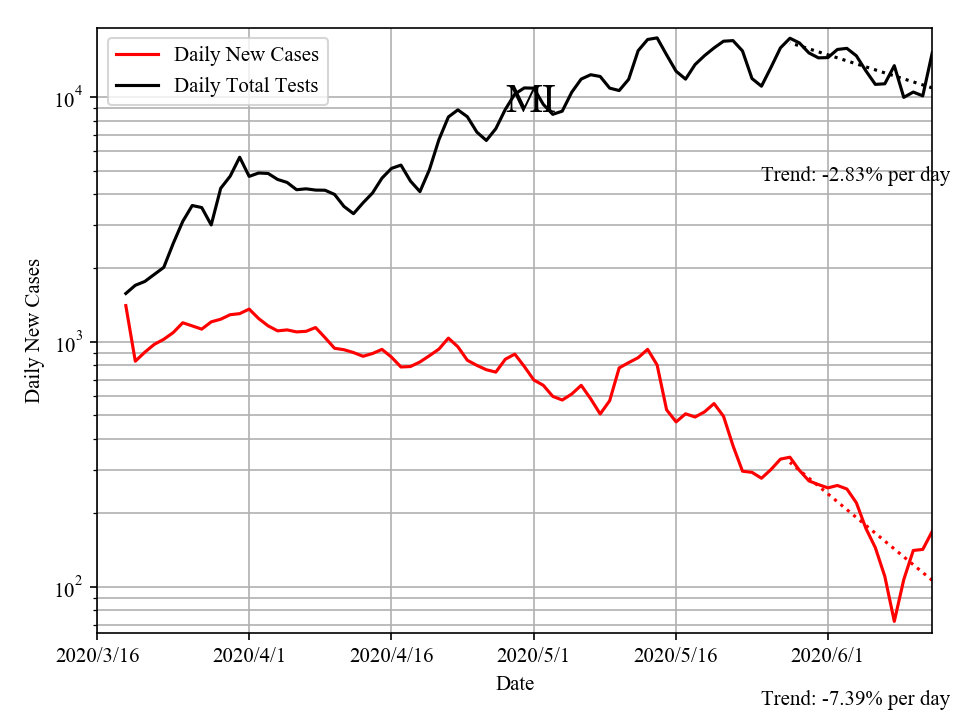 Daily New Cases
Daily Total Tests
MI
Trend: -2.83% per day
Trend: -7.39% per day
10⁴
10³
10²
Daily New Cases
2020/3/16 2020/4/1 2020/4/16 2020/5/1 2020/5/16 2020/6/1
Date